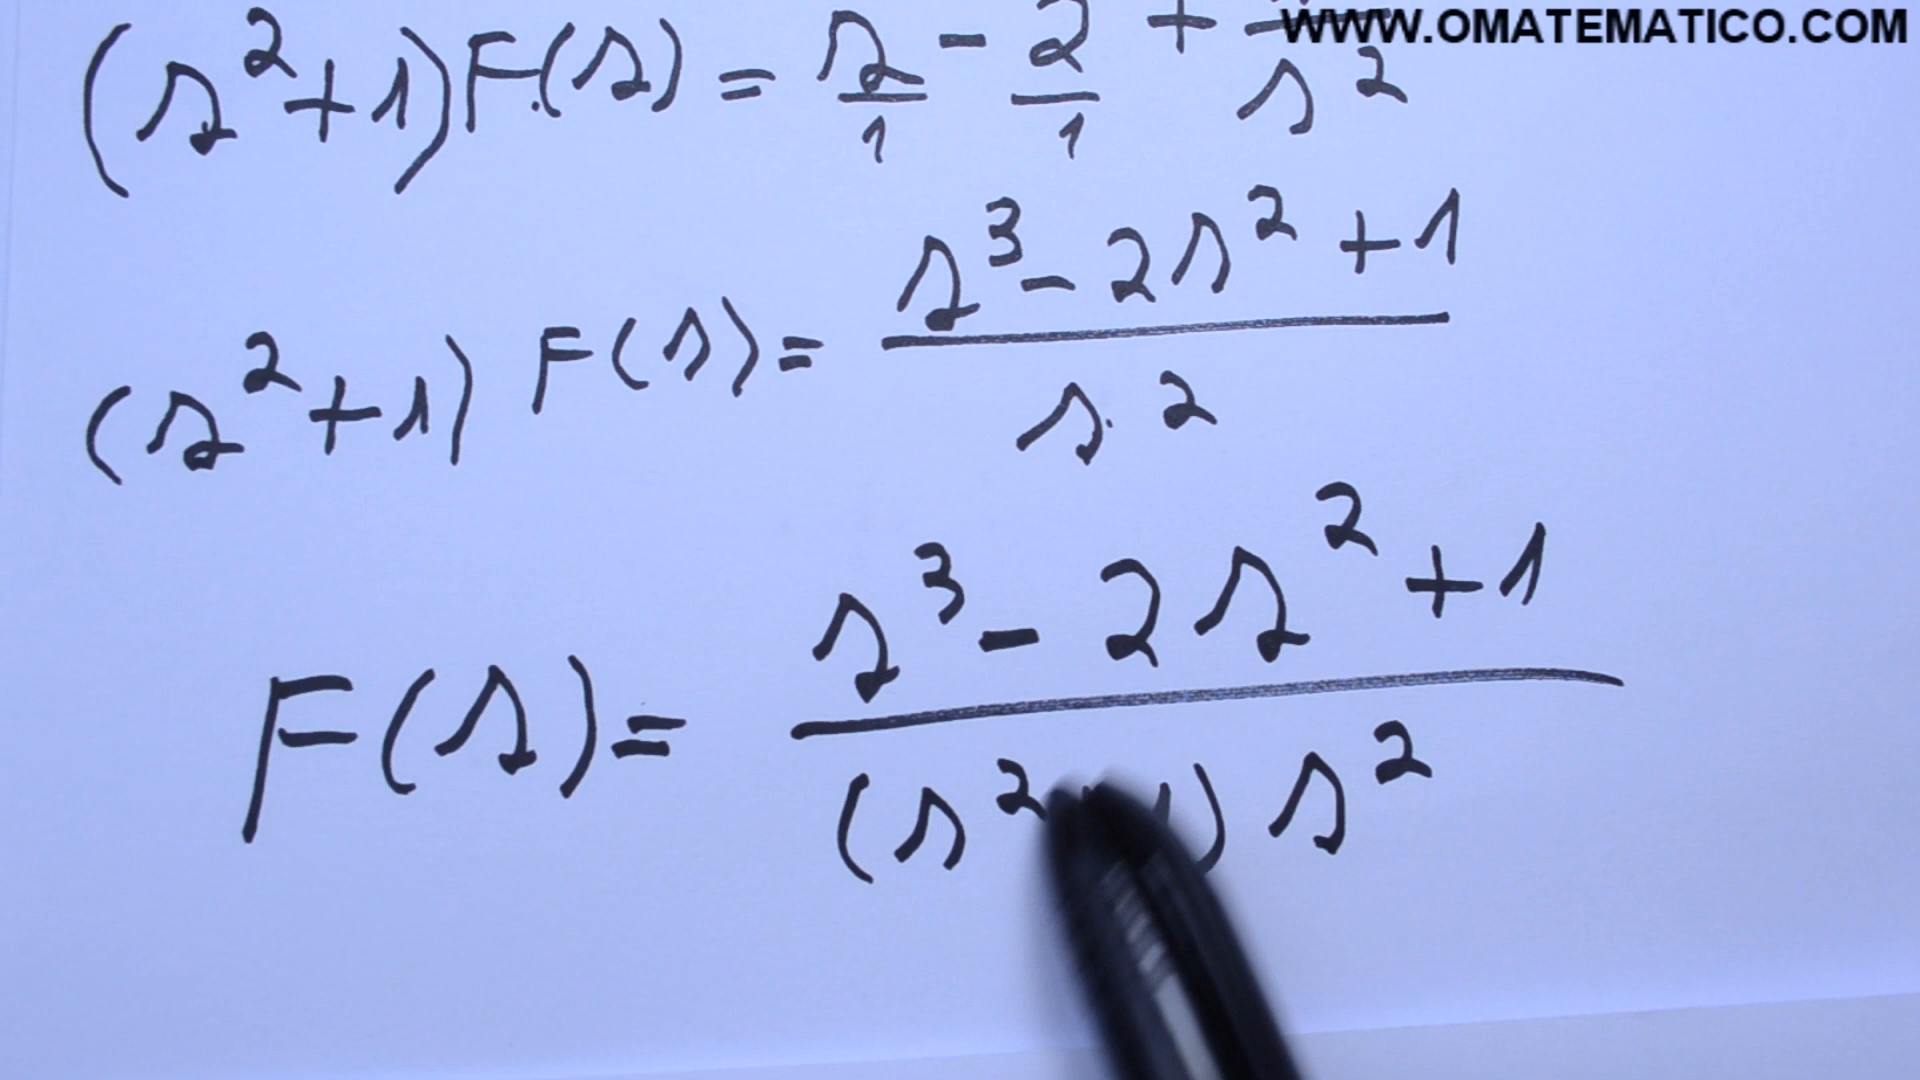 WWW.OMATEMATICO.COM
(s²+1)F(s) = s/1 - 2/1 + /s²
(s²+1) F(s) = (s³ - 2s² + 1)/s²
F(s) = (s³ - 2s² + 1)/((s² 1) s²)